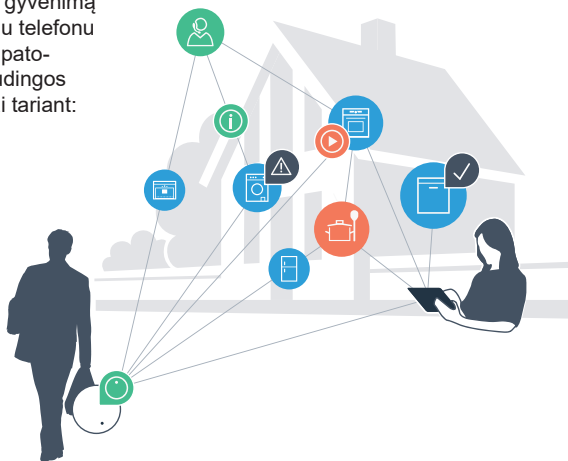 gyvenimą
u telefonu
pato-
udingos
i tariant: